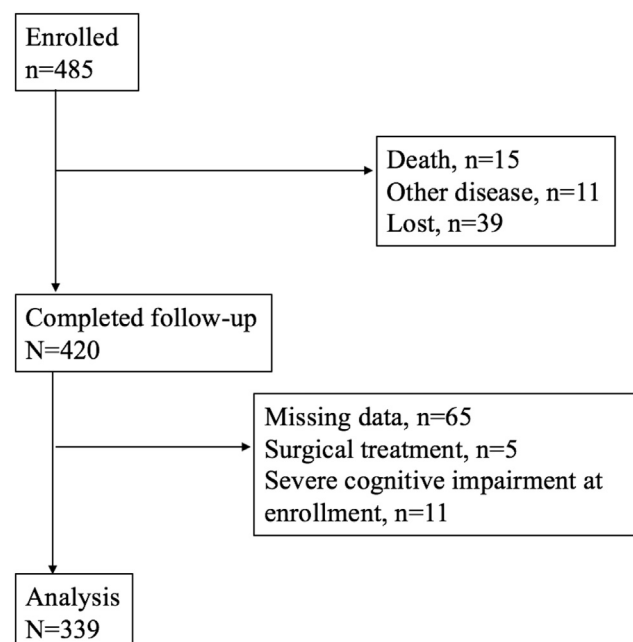 Enrolled
n=485
Death, n=15
Other disease, n=11
Lost, n=39
Completed follow-up
N=420
Missing data, n=65
Surgical treatment, n=5
Severe cognitive impairment at
enrollment, n=11
Analysis
N=339